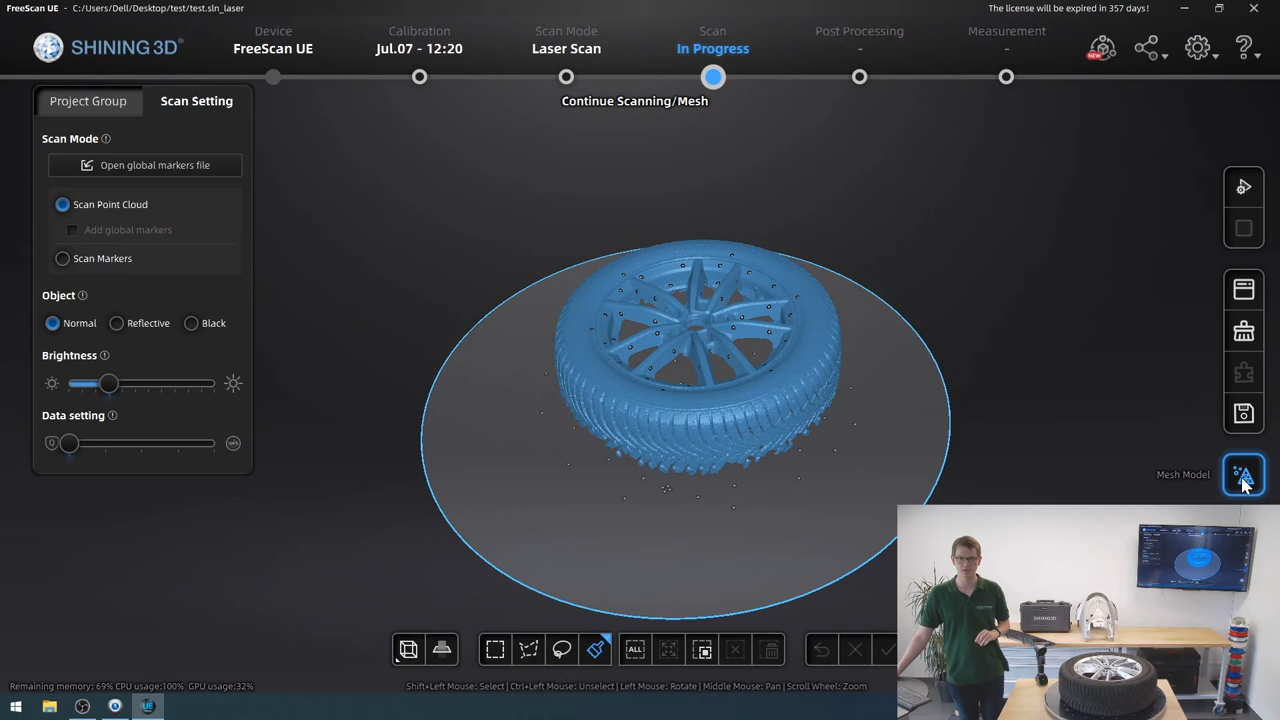 FreeScan UE - C:/Users/Dell/Desktop/test/test.sln_laser
The license will be expired in 357 days!
SHINING 3D®
Device
FreeScan UE
Calibration
Jul.07 - 12:20
Scan Mode
Laser Scan
Scan
In Progress
Post Processing
-
Measurement
-
NEW
Continue Scanning/Mesh
Project Group
Scan Setting
Scan Mode
Open global markers file
Scan Point Cloud
Add global markers
Scan Markers
Object
Normal
Reflective
Black
Brightness
Data setting
Mesh Model
ALL
SHINING3D
Remaining memory: 69% CPU usage:100% GPU usage:32%
Shift+Left Mouse: Select | Ctrl+Left Mouse: Unselect | Left Mouse: Rotate | Middle Mouse: Pan | Scroll Wheel: Zoom
UE